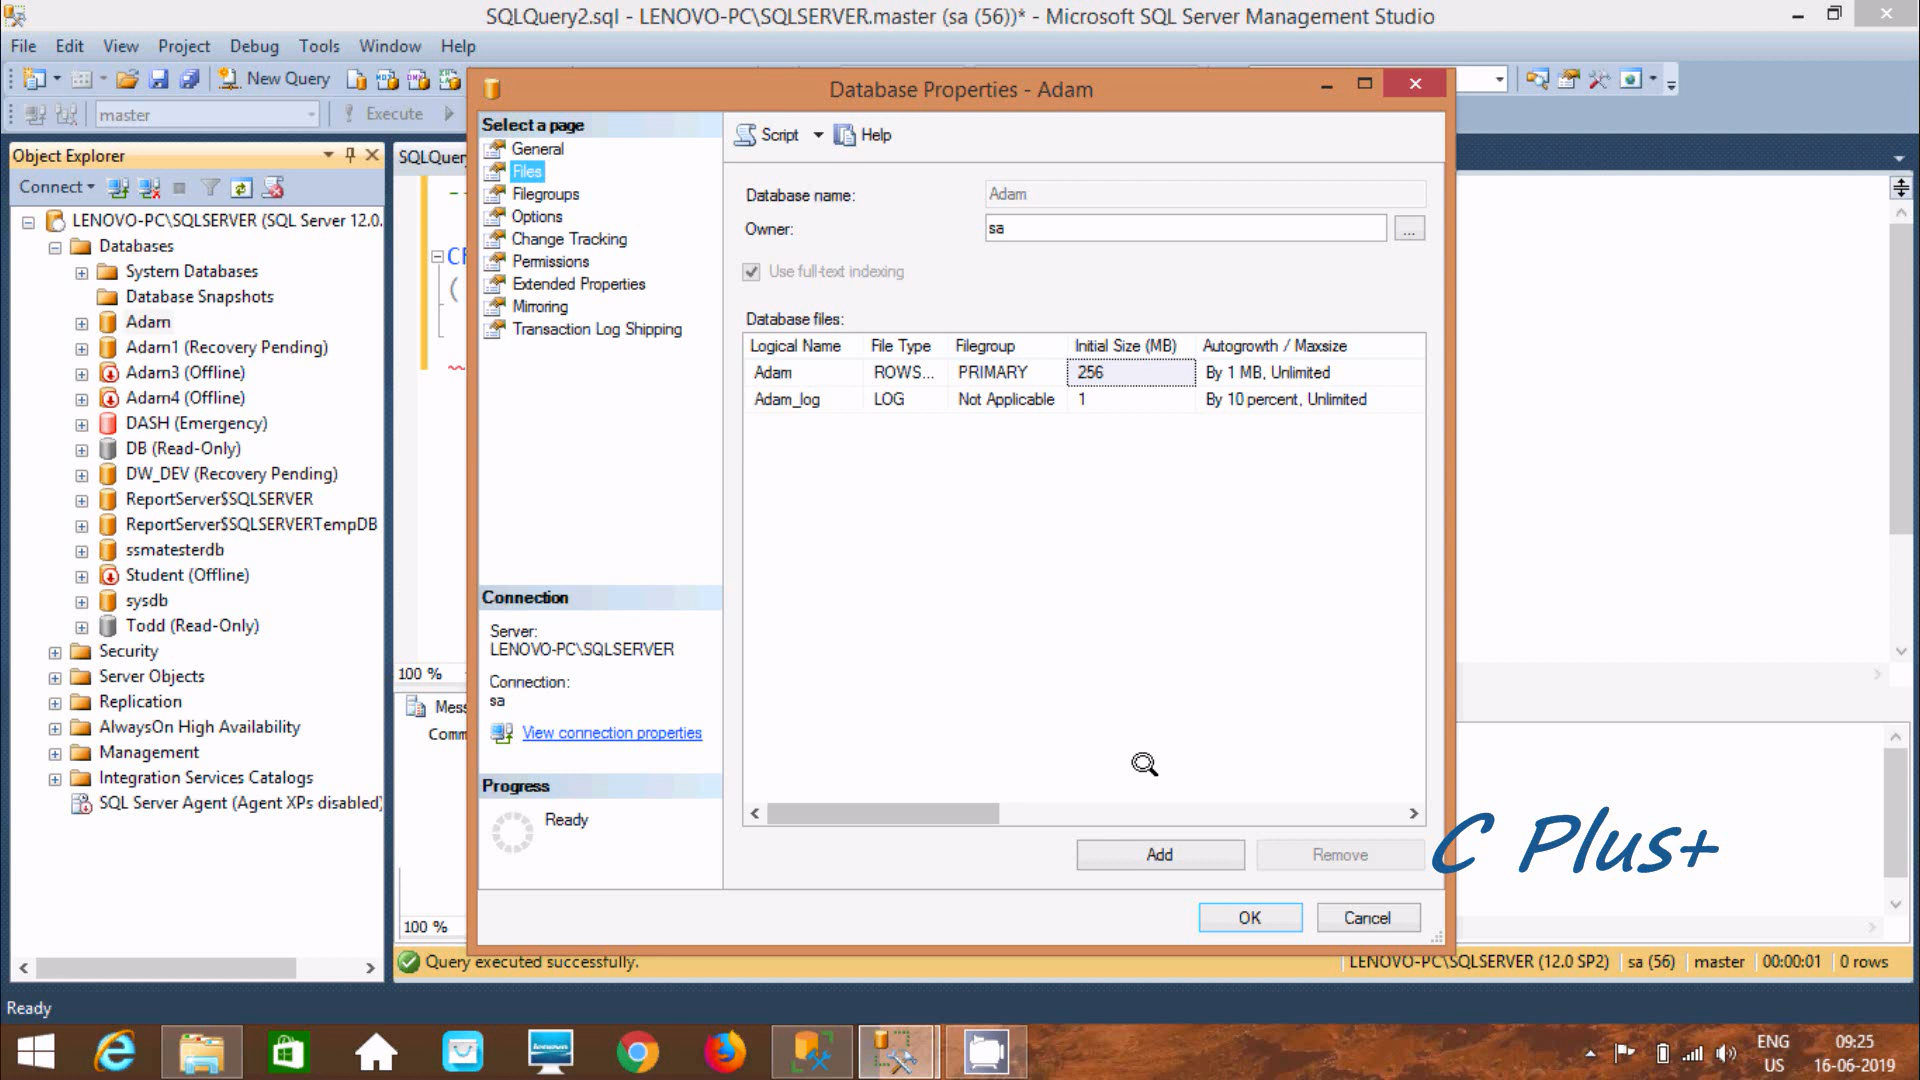 SQLQuery2.sql - LENOVO-PC\SQLSERVER.master (sa (56))* - Microsoft SQL Server Management Studio
File Edit View Project Debug Tools Window Help
New Query
master
Execute
Object Explorer
Connect
LENOVO-PC\SQLSERVER (SQL Server 12.0.
Databases
System Databases
Database Snapshots
Adam
Adam1 (Recovery Pending)
Adam3 (Offline)
Adam4 (Offline)
DASH (Emergency)
DB (Read-Only)
DW_DEV (Recovery Pending)
ReportServer$SQLSERVER
ReportServer$SQLSERVERTempDB
ssmatesterdb
Student (Offline)
sysdb
Todd (Read-Only)
Security
Server Objects
Replication
AlwaysOn High Availability
Management
Integration Services Catalogs
SQL Server Agent (Agent XPs disabled)
SQLQuer
--
(
100 %
Mess
Comm
100 %
Database Properties - Adam
Select a page
General
Files
Filegroups
Options
Change Tracking
Permissions
Extended Properties
Mirroring
Transaction Log Shipping
Connection
Server:
LENOVO-PC\SQLSERVER
Connection:
sa
View connection properties
Progress
Ready
Script Help
Database name: Adam
Owner: sa ...
Use full-text indexing
Database files:
Logical Name File Type Filegroup Initial Size (MB) Autogrowth / Maxsize
Adam ROWS... PRIMARY 256 By 1 MB, Unlimited
Adam_log LOG Not Applicable 1 By 10 percent, Unlimited
Add Remove
OK Cancel
C Plus+
Query executed successfully. LENOVO-PC\SQLSERVER (12.0 SP2) sa (56) master 00:00:01 0 rows
Ready
ENG 09:25
US 16-06-2019